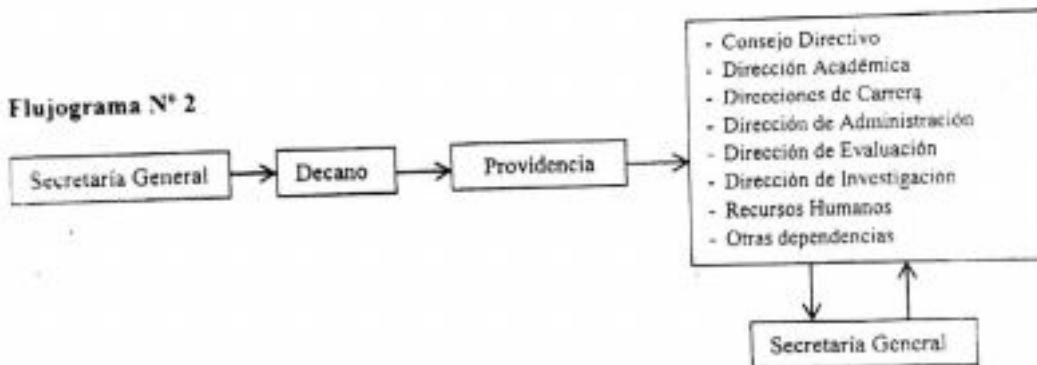 Flujograma N° 2
Secretaría General
Decano
Providencia
- Consejo Directivo
- Dirección Académica
- Direcciones de Carrera
- Dirección de Administración
- Dirección de Evaluación
- Dirección de Investigación
- Recursos Humanos
- Otras dependencias
Secretaría General